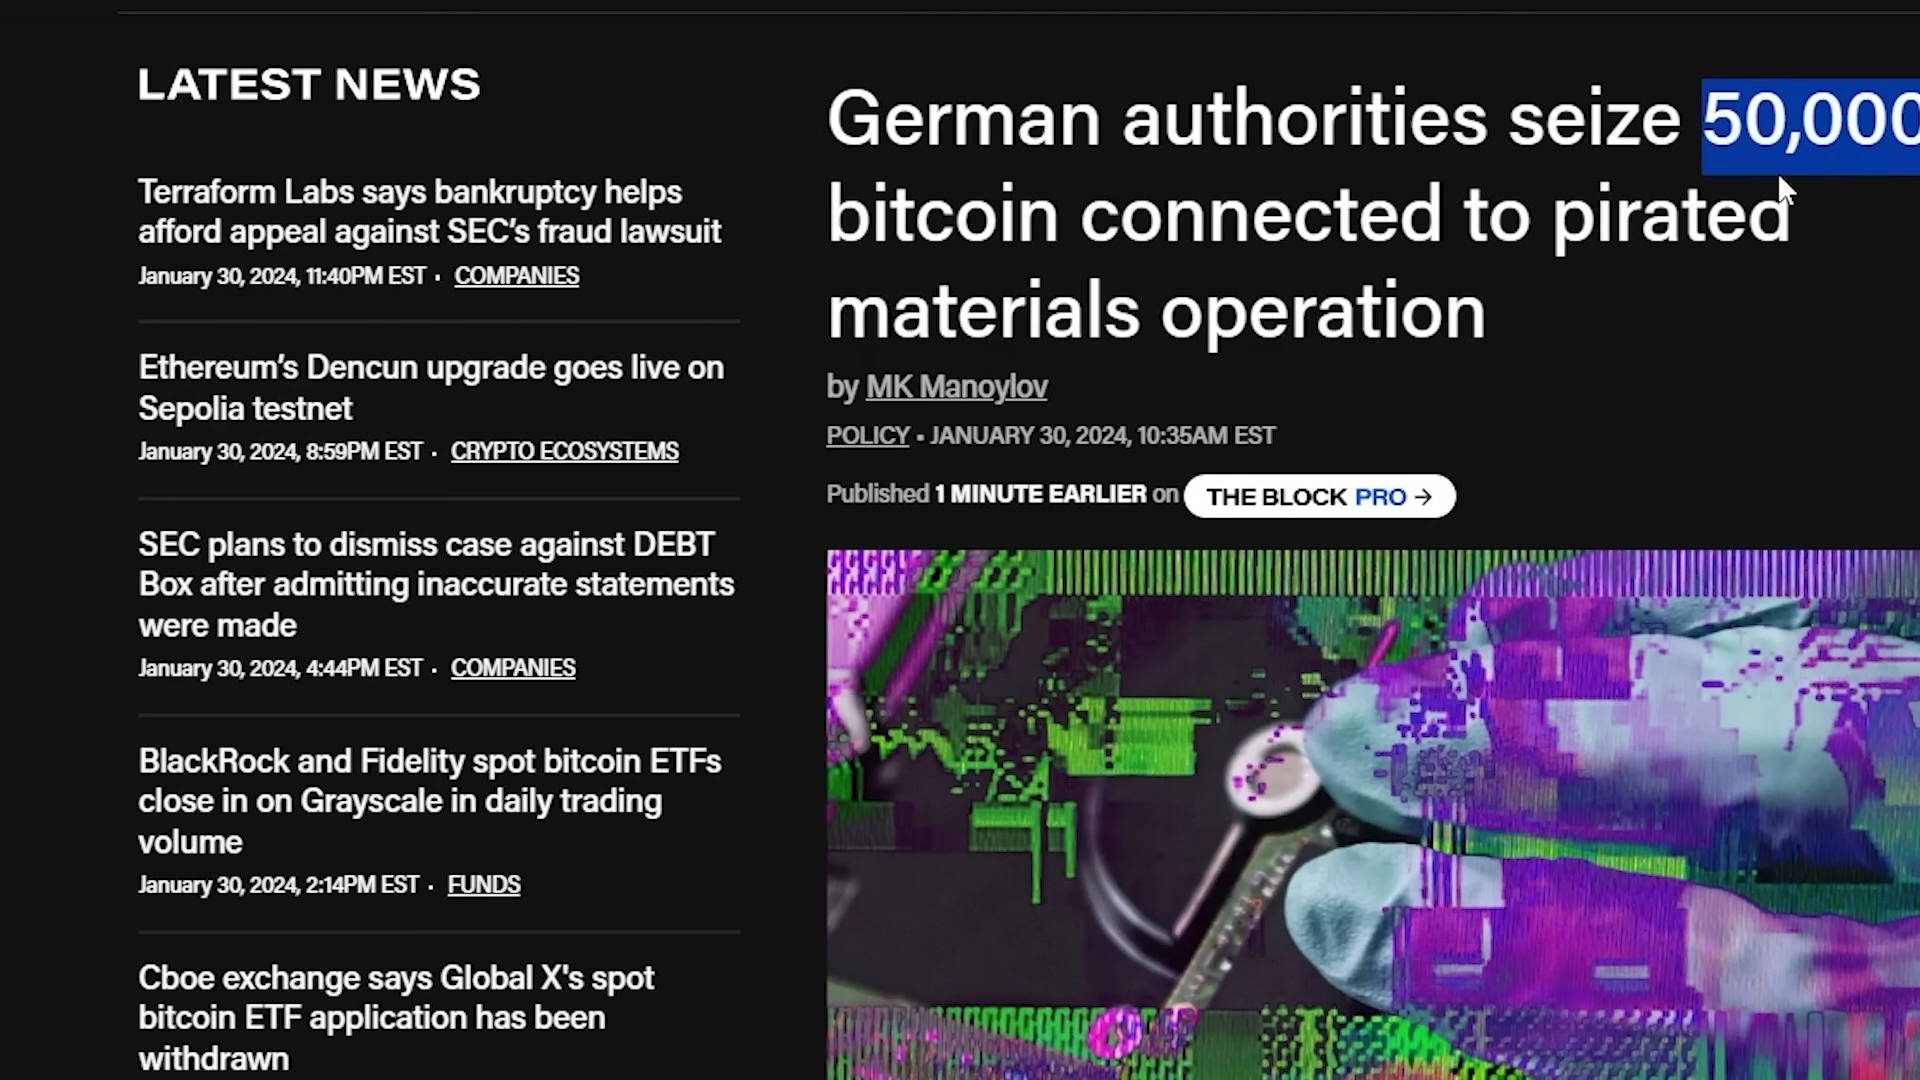 LATEST NEWS
Terraform Labs says bankruptcy helps
afford appeal against SEC’s fraud lawsuit
January 30, 2024, 11:40PM EST · COMPANIES
Ethereum’s Dencun upgrade goes live on
Sepolia testnet
January 30, 2024, 8:59PM EST · CRYPTO ECOSYSTEMS
SEC plans to dismiss case against DEBT
Box after admitting inaccurate statements
were made
January 30, 2024, 4:44PM EST · COMPANIES
BlackRock and Fidelity spot bitcoin ETFs
close in on Grayscale in daily trading
volume
January 30, 2024, 2:14PM EST · FUNDS
Cboe exchange says Global X's spot
bitcoin ETF application has been
withdrawn
German authorities seize 50,000
bitcoin connected to pirated
materials operation
by MK Manoylov
POLICY • JANUARY 30, 2024, 10:35AM EST
Published 1 MINUTE EARLIER on THE BLOCK PRO →